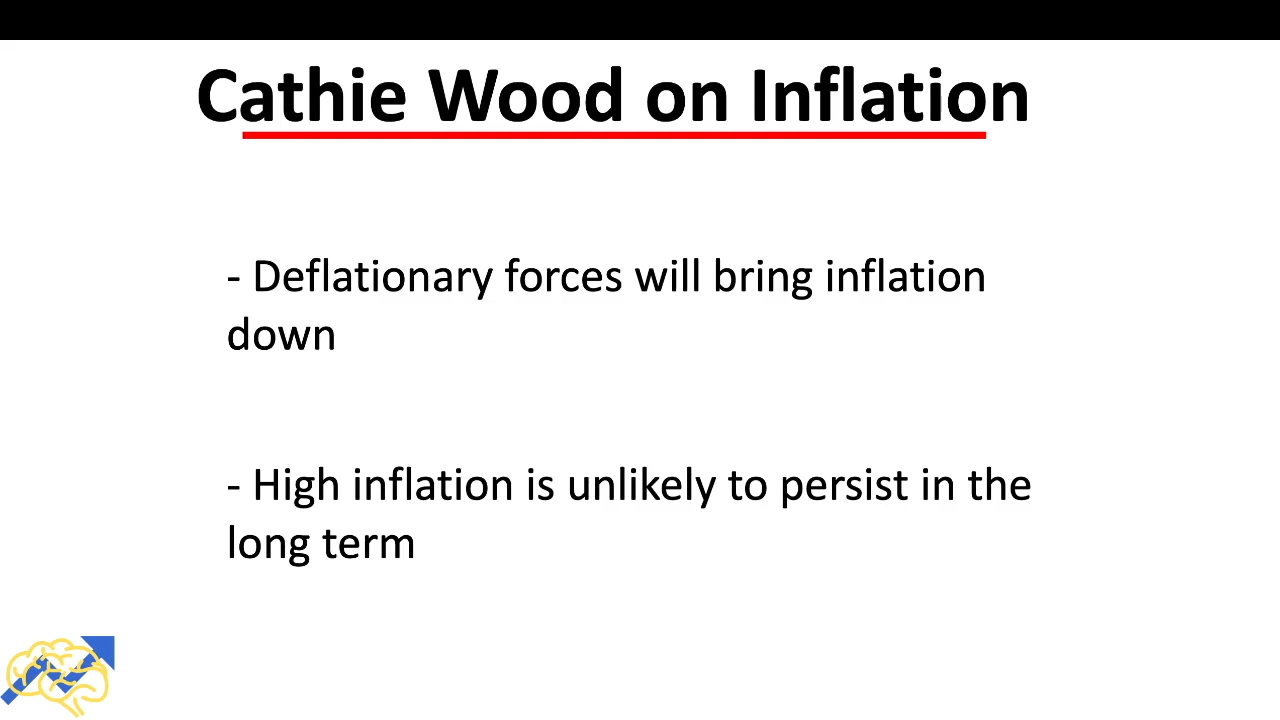 Cathie Wood on Inflation
- Deflationary forces will bring inflation
down
- High inflation is unlikely to persist in the
long term